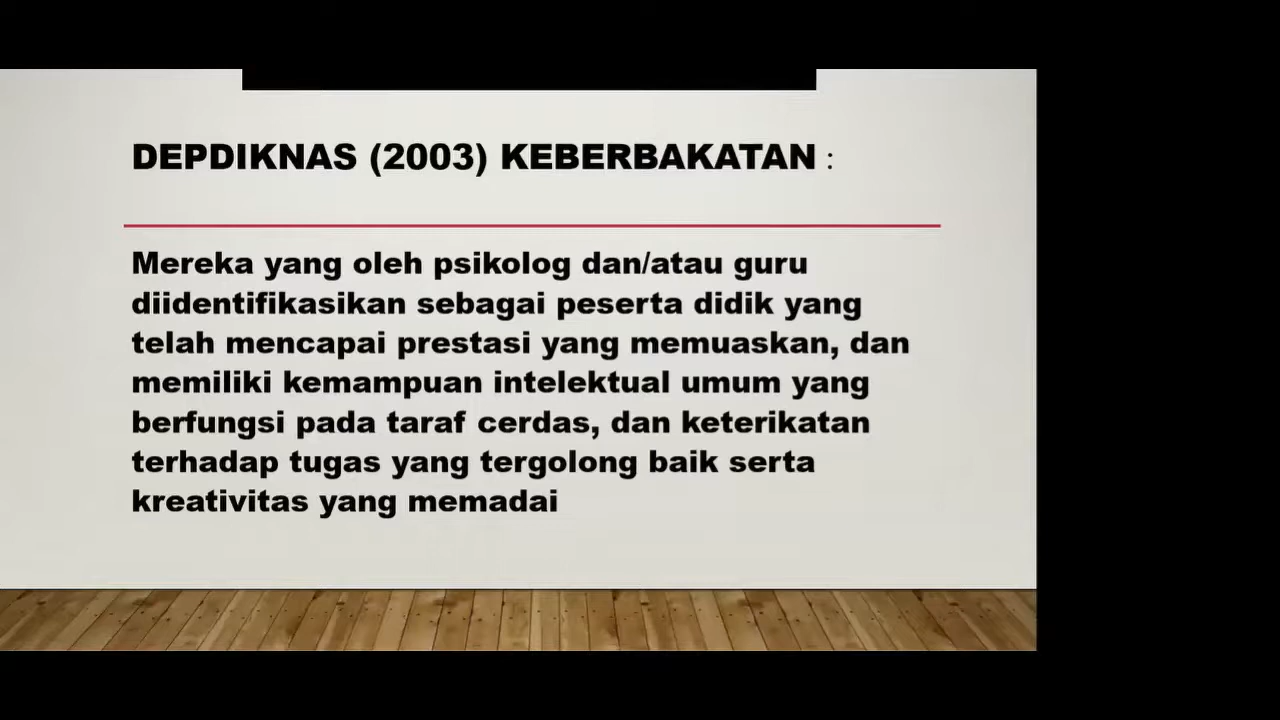 DEPDIKNAS (2003) KEBERBAKATAN :
Mereka yang oleh psikolog dan/atau guru
diidentifikasikan sebagai peserta didik yang
telah mencapai prestasi yang memuaskan, dan
memiliki kemampuan intelektual umum yang
berfungsi pada taraf cerdas, dan keterikatan
terhadap tugas yang tergolong baik serta
kreativitas yang memadai